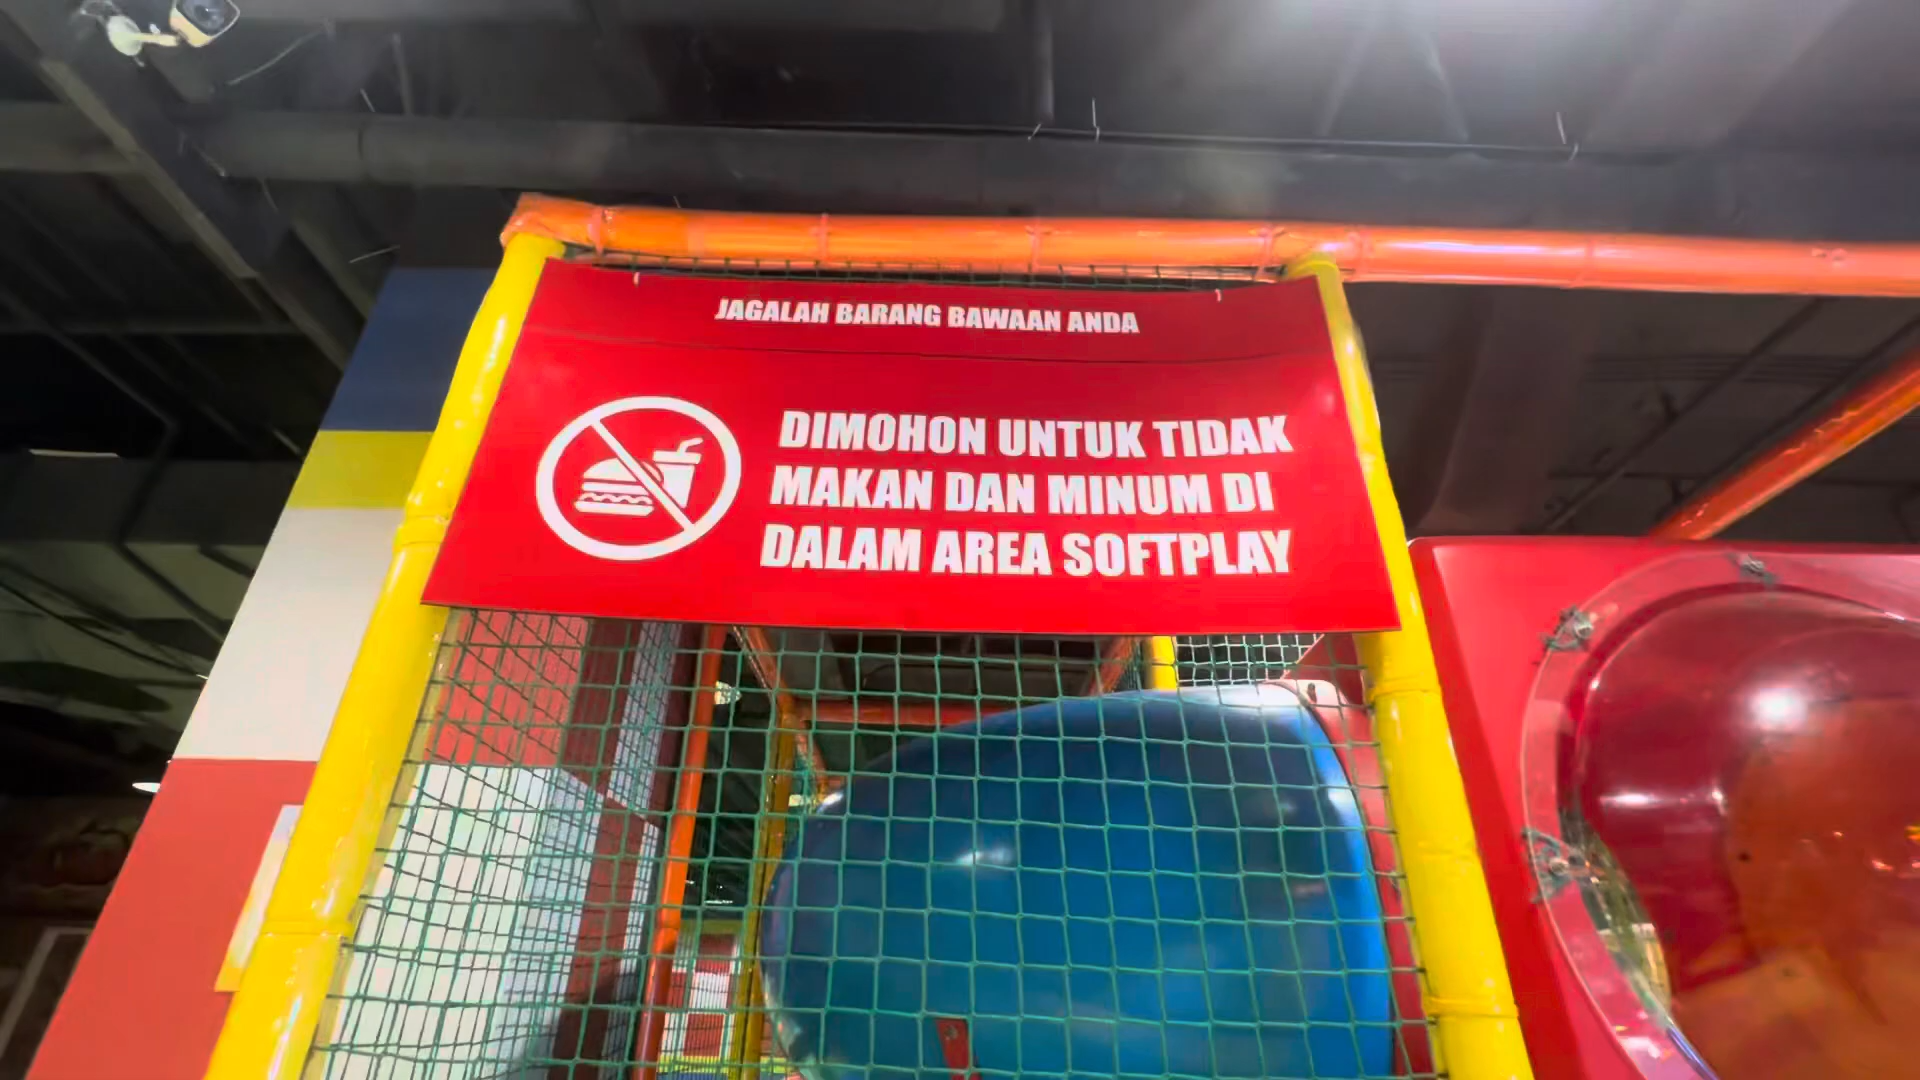 JAGALAH BARANG BAWAAN ANDA
DIMOHON UNTUK TIDAK
MAKAN DAN MINUM DI
DALAM AREA SOFTPLAY